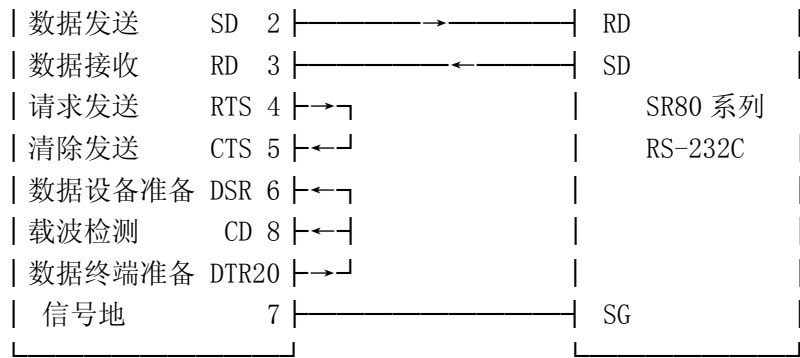 数据发送 SD 2 RD
数据接收 RD 3 SD
请求发送 RTS 4 SR80 系列
清除发送 CTS 5 RS-232C
数据设备准备 DSR 6
载波检测 CD 8
数据终端准备 DTR20
信号地 7 SG